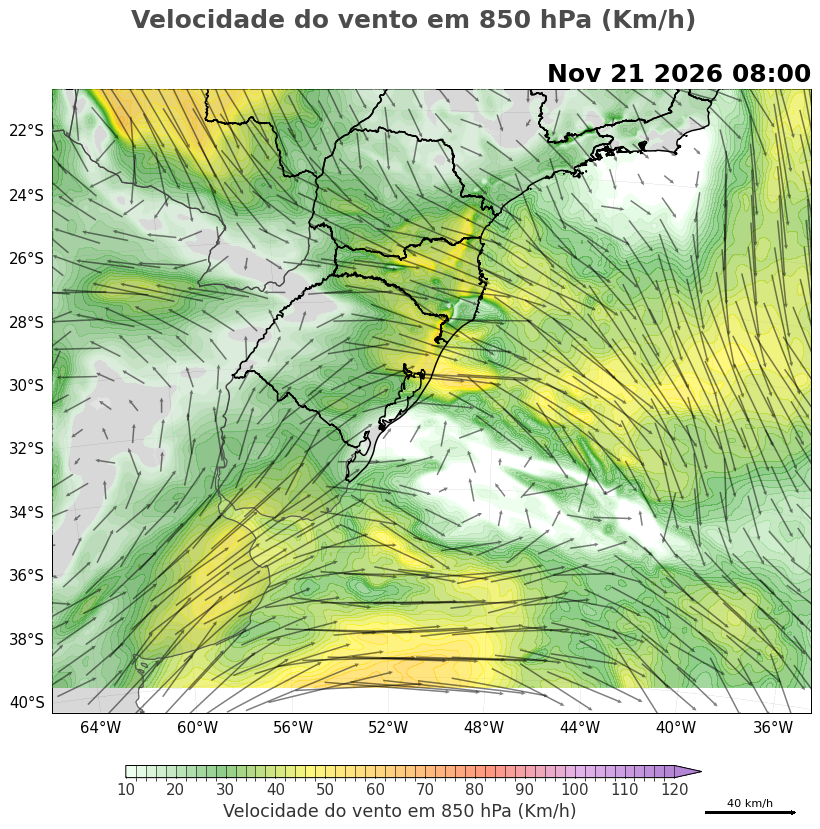 Velocidade do vento em 850 hPa (Km/h)
Nov 21 2026 08:00
22°S
24°S
26°S
28°S
30°S
32°S
34°S
36°S
38°S
40°S
64°W 60°W 56°W 52°W 48°W 44°W 40°W 36°W
10 20 30 40 50 60 70 80 90 100 110 120
Velocidade do vento em 850 hPa (Km/h)
40 km/h